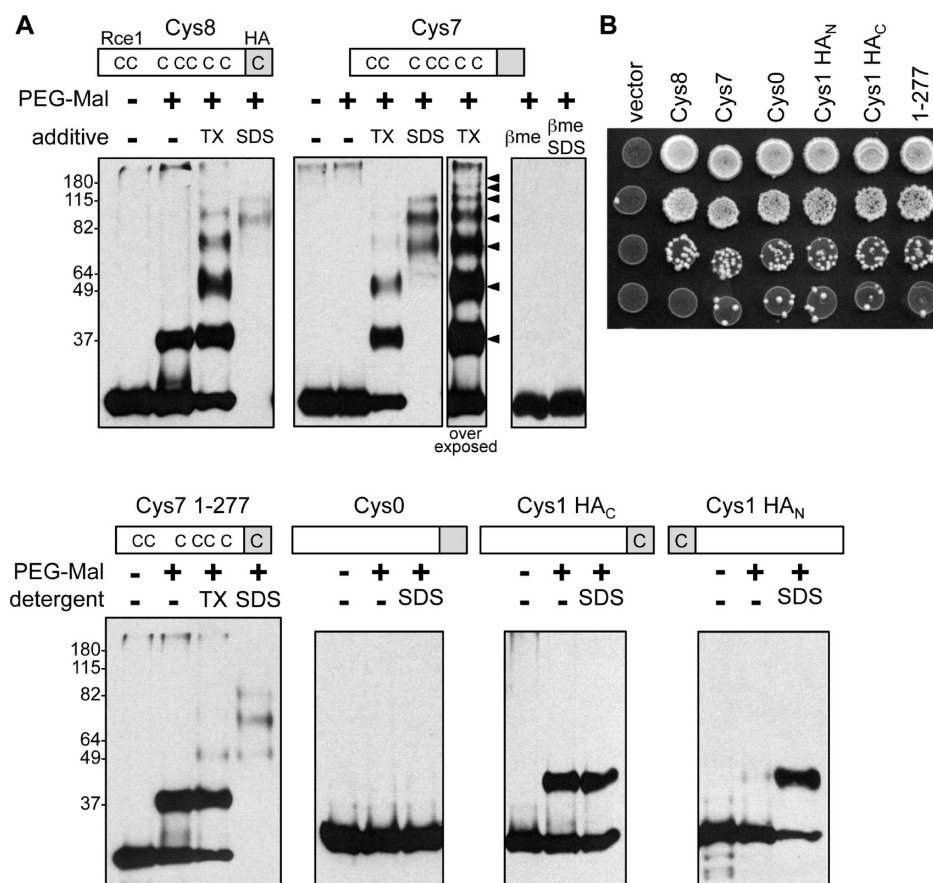 A
B
Rce1 Cys8 HA
CC C CC C C C
Cys7
CC C CC C C
PEG-Mal - + + +
- + + + + + +
additive - - TX SDS
- - TX SDS TX βme βme SDS
180-
115-
82-
64-
49-
37-
over
exposed
vector
Cys8
Cys7
Cys0
Cys1 HAN
Cys1 HAC
1-277
Cys7 1-277
Cys0
Cys1 HAC
Cys1 HAN
CC C CC C C
C
C
PEG-Mal - + + + - + + - + + - + +
detergent - - TX SDS - - SDS - - SDS - - SDS
180-
115-
82-
64-
49-
37-